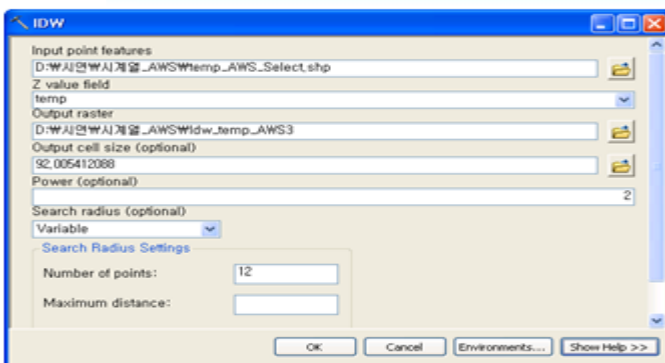 IDW
Input point features
D:₩시연₩시계열_AWS₩temp_AWS_Select.shp
Z value field
temp
Output raster
D:₩시연₩시계열_AWS₩Idw_temp_AWS3
Output cell size (optional)
92,005412088
Power (optional)
2
Search radius (optional)
Variable
Search Radius Settings
Number of points: 12
Maximum distance:
OK Cancel Environments... Show Help >>